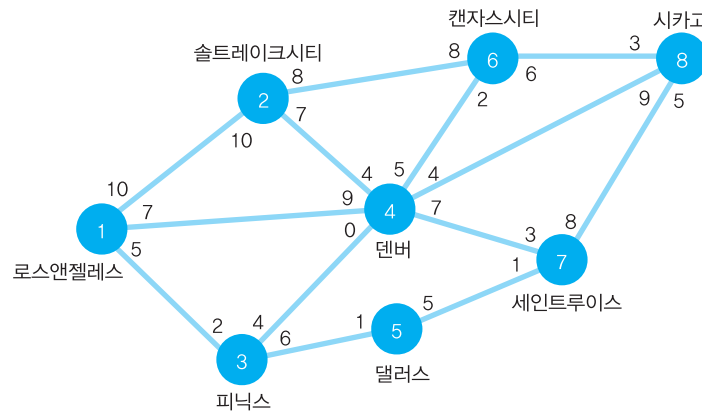 캔자스시티
시카고
솔트레이크시티
8 6 6 3 8
2 8 7 2 9 5
10 4 5 4
10 7 9 4 7
1 5 0 덴버 3 8
로스앤젤레스 1 7
2 4 6 1 5 5 세인트루이스
3 댈러스
피닉스